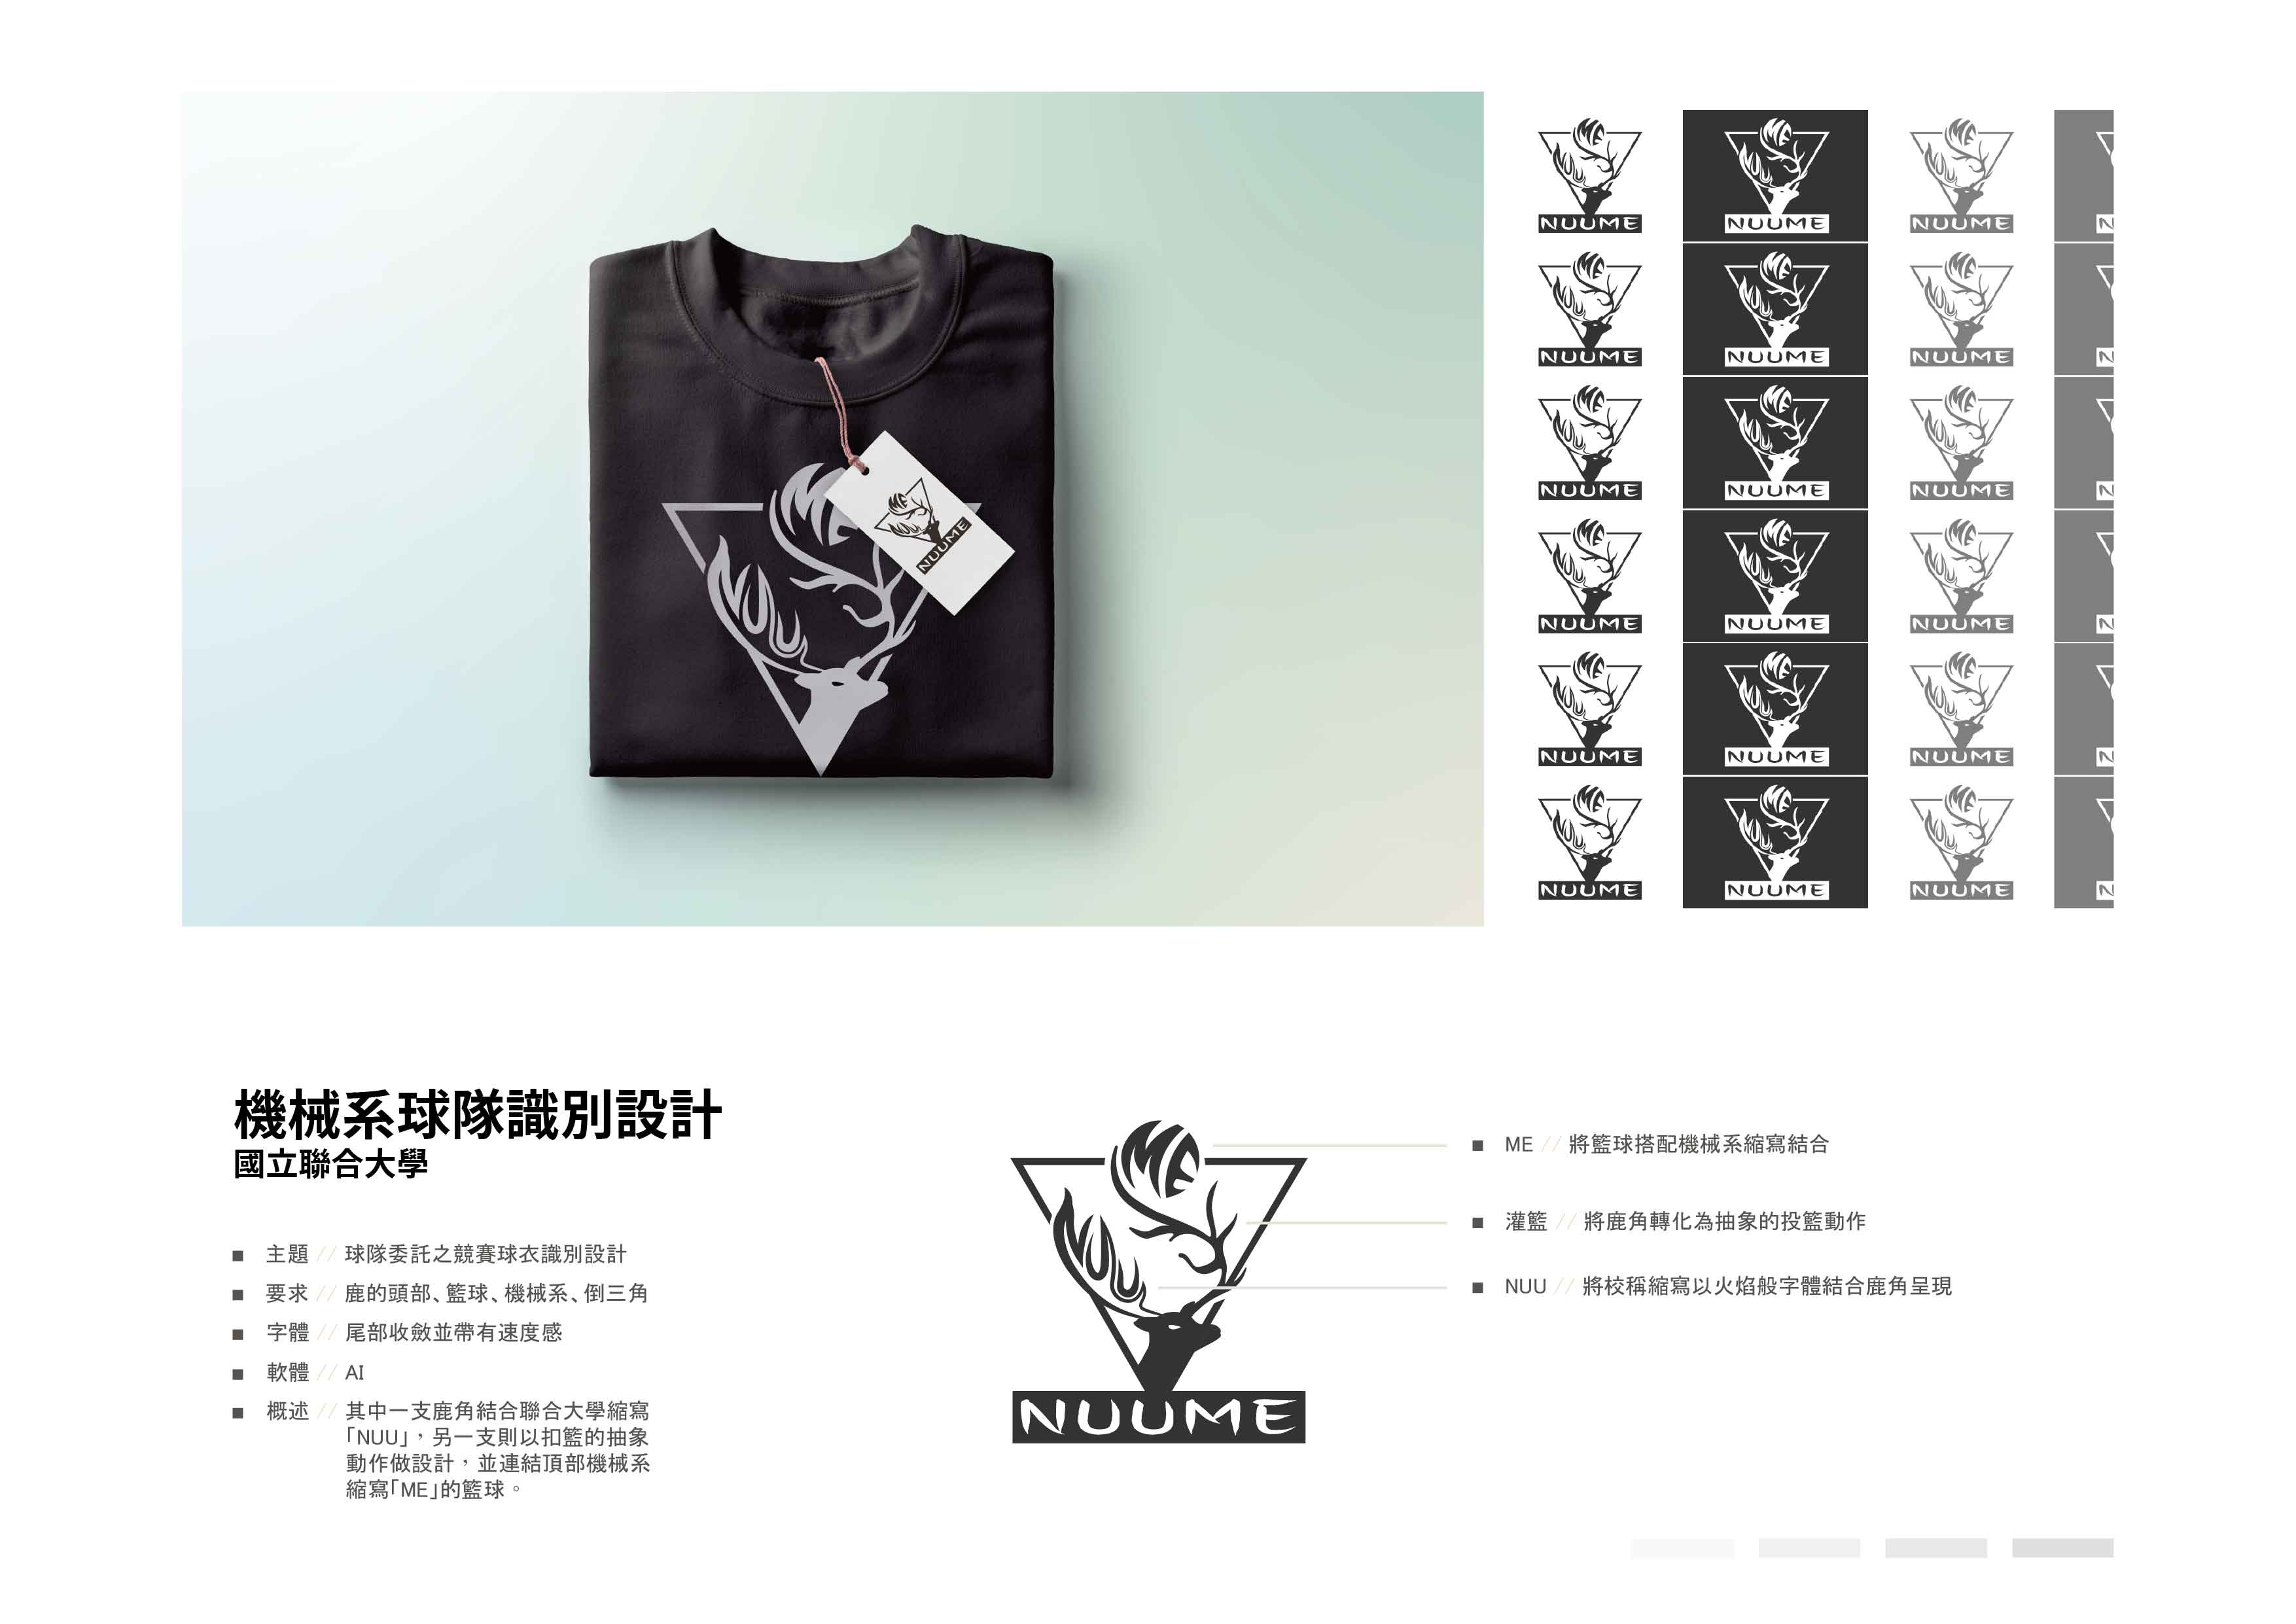 ME
NUU
ME
NUU
NUUME
NUUME NUUME NUUME N
NUUME NUUME NUUME N
NUUME NUUME NUUME N
NUUME NUUME NUUME N
NUUME NUUME NUUME N
NUUME NUUME NUUME N
機械系球隊識別設計
國立聯合大學
■ 主題 // 球隊委託之競賽球衣識別設計
■ 要求 // 鹿的頭部、籃球、機械系、倒三角
■ 字體 // 尾部收斂並帶有速度感
■ 軟體 // AI
■ 概述 // 其中一支鹿角結合聯合大學縮寫
「NUU」，另一支則以扣籃的抽象
動作做設計，並連結頂部機械系
縮寫「ME」的籃球。
ME
NUU
NUUME
■ ME // 將籃球搭配機械系縮寫結合
■ 灌籃 // 將鹿角轉化為抽象的投籃動作
■ NUU // 將校稱縮寫以火焰般字體結合鹿角呈現